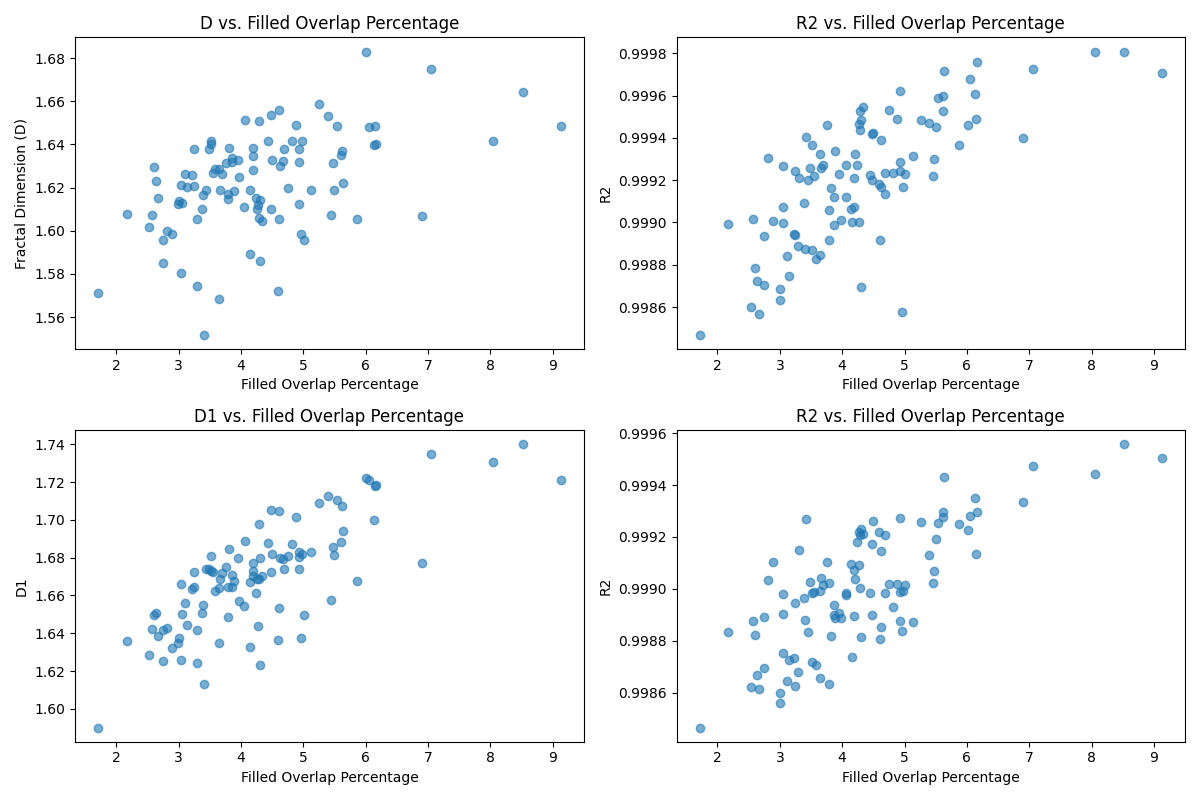 D vs. Filled Overlap Percentage
Fractal Dimension (D)
1.68
1.66
1.64
1.62
1.60
1.58
1.56
2 3 4 5 6 7 8 9
Filled Overlap Percentage
R2 vs. Filled Overlap Percentage
R2
0.9998
0.9996
0.9994
0.9992
0.9990
0.9988
0.9986
2 3 4 5 6 7 8 9
Filled Overlap Percentage
D1 vs. Filled Overlap Percentage
D1
1.74
1.72
1.70
1.68
1.66
1.64
1.62
1.60
2 3 4 5 6 7 8 9
Filled Overlap Percentage
R2 vs. Filled Overlap Percentage
R2
0.9996
0.9994
0.9992
0.9990
0.9988
0.9986
2 3 4 5 6 7 8 9
Filled Overlap Percentage